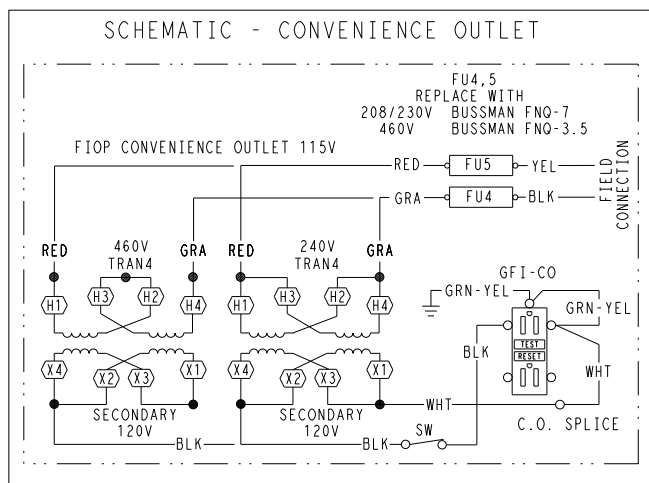 SCHEMATIC - CONVENIENCE OUTLET
FU4,5
REPLACE WITH
208/230V BUSSMAN FNQ-7
460V BUSSMAN FNQ-3.5
FIOP CONVENIENCE OUTLET 115V
RED FU5 YEL
GRA FU4 BLK
FIELD CONNECTION
RED 460V TRAN4 GRA
RED 240V TRAN4 GRA
H1 H3 H2 H4
H1 H3 H2 H4
X4 X2 X3 X1
X4 X2 X3 X1
SECONDARY 120V
SECONDARY 120V
BLK
BLK
SW
WHT
C.O. SPLICE
GFI-CO
GRN-YEL
GRN-YEL
BLK
TEST
RESET
WHT